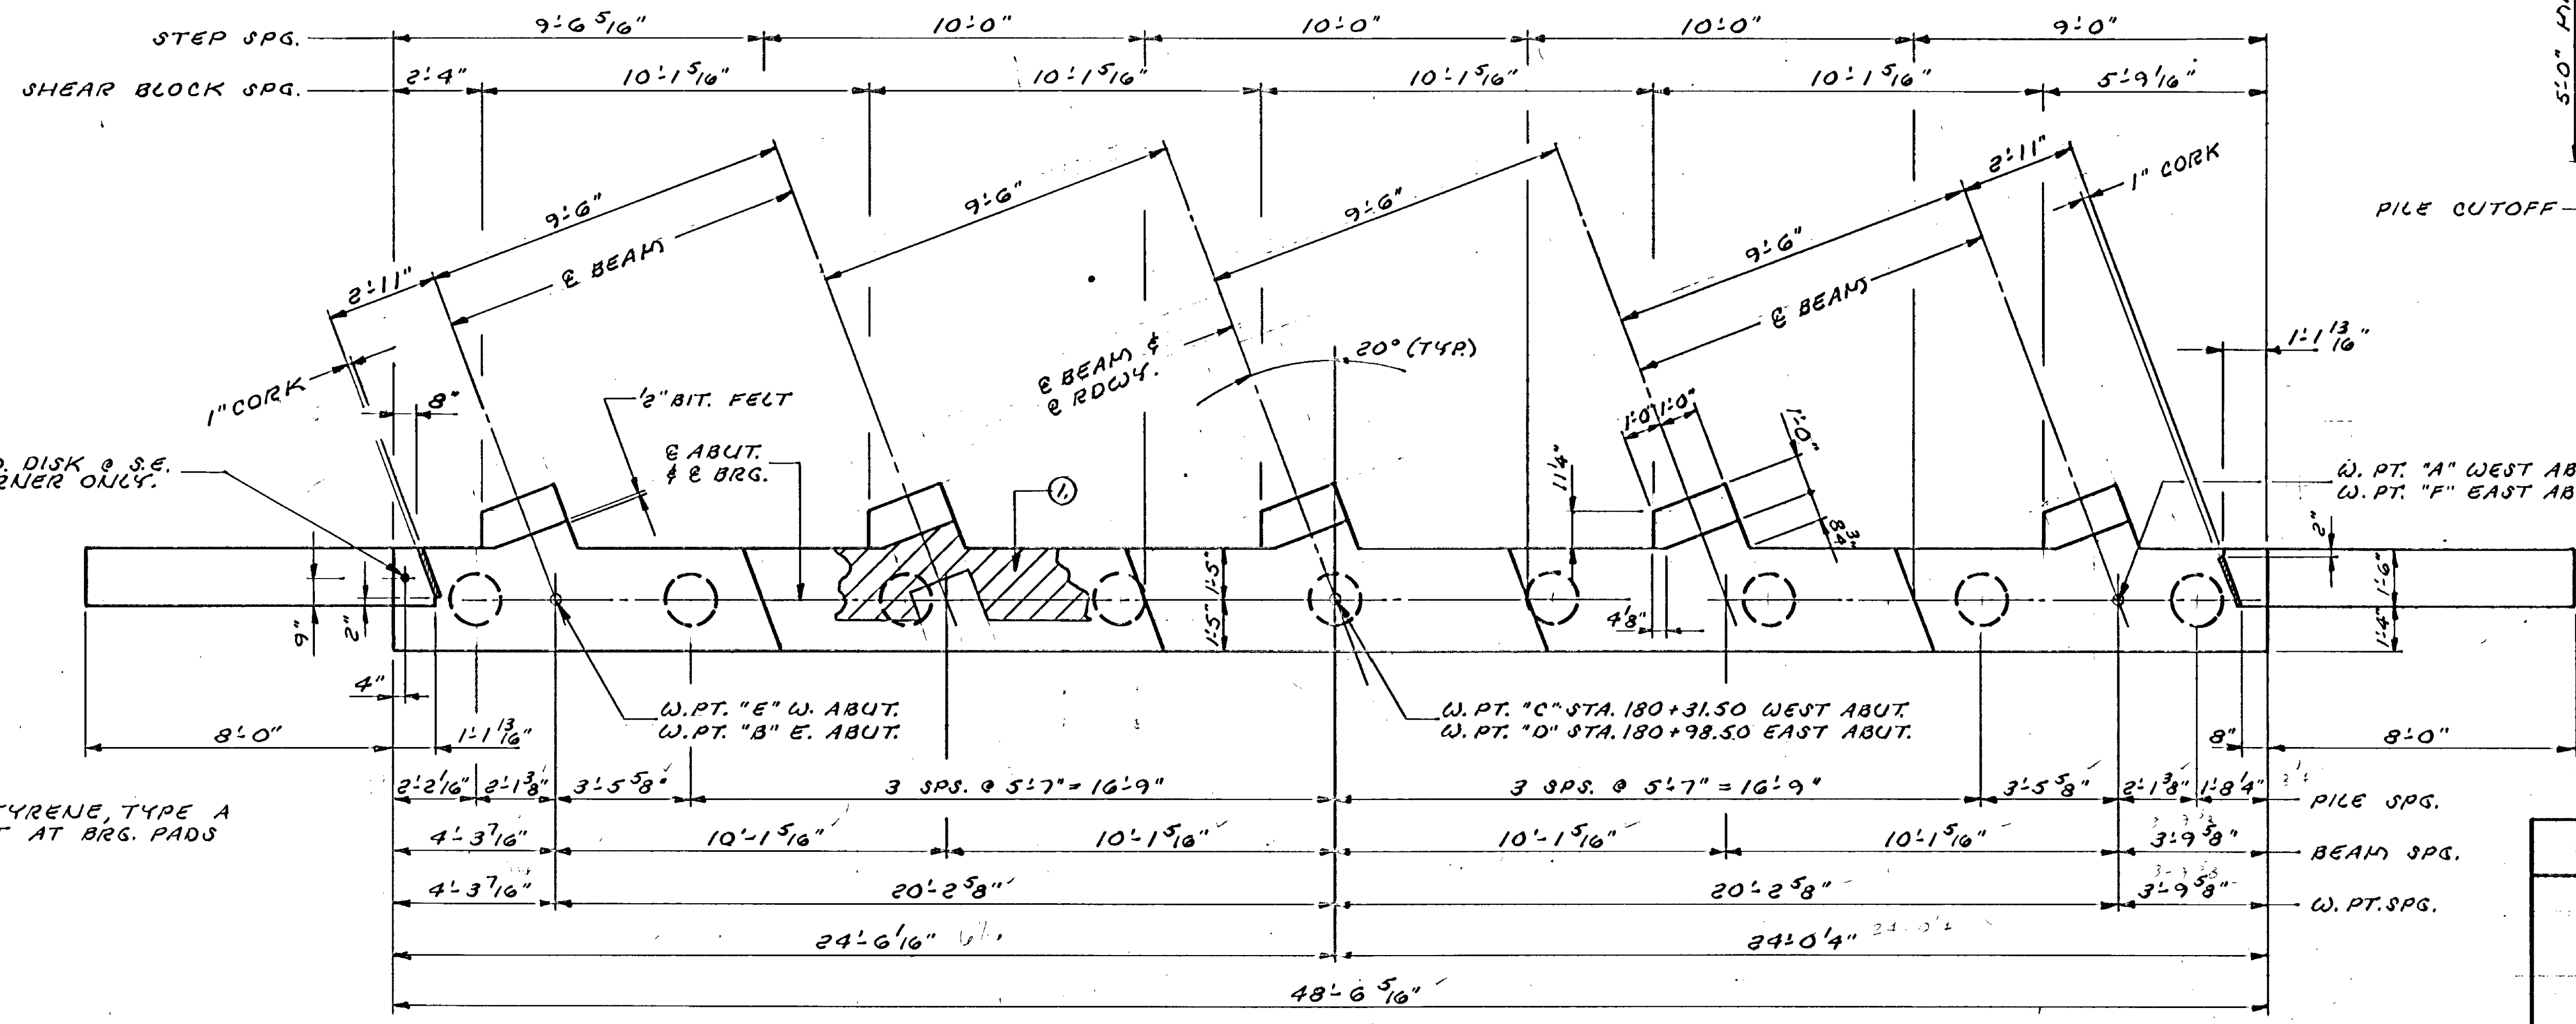 STEP SPG.
9'-6 5/16"
10'-0"
10'-0"
10'-0"
9'-0"
SHEAR BLOCK SPG.
2'-4"
10'-1 5/16"
10'-1 5/16"
10'-1 5/16"
10'-1 5/16"
5'-9 1/16"
5'-0"
PILE CUTOFF
2'-11"
9'-6"
℄ BEAM
9'-6"
9'-6"
9'-6"
℄ BEAM
2'-11"
1" CORK
1" CORK
8"
1/2" BIT. FELT
℄ BEAM &
℄ RDWY.
20° (TYP.)
1'-1 13/16"
℄ ABUT.
& ℄ BRG.
1
DISK @ S.E.
ONLY.
1'-0"
1'-0"
1'-0"
11 1/4"
8 3/4"
W. PT. "A" WEST
W. PT. "F" EAST
9"
2"
1'-5"
1'-5"
4 1/8"
2"
1'-6"
1'-4"
4"
W.PT. "E" W. ABUT.
W.PT. "B" E. ABUT.
W. PT. "C" STA. 180+31.50 WEST ABUT.
W. PT. "D" STA. 180+98.50 EAST ABUT.
8'-0"
1'-1 13/16"
8"
8'-0"
2'-2 1/16"
2'-1 3/8"
3'-5 5/8"
3 SPS. @ 5'-7" = 16'-9"
3 SPS. @ 5'-7" = 16'-9"
3'-5 5/8"
2'-1 3/8"
1'-8 1/4"
PILE SPG.
TYPE A
AT BRG. PADS
4'-3 7/16"
10'-1 5/16"
10'-1 5/16"
10'-1 5/16"
10'-1 5/16"
3'-9 5/8"
BEAM SPG.
4'-3 7/16"
20'-2 5/8"
20'-2 5/8"
3'-9 5/8"
W. PT. SPG.
24'-6 1/16"
24'-0 1/4"
48'-6 5/16"